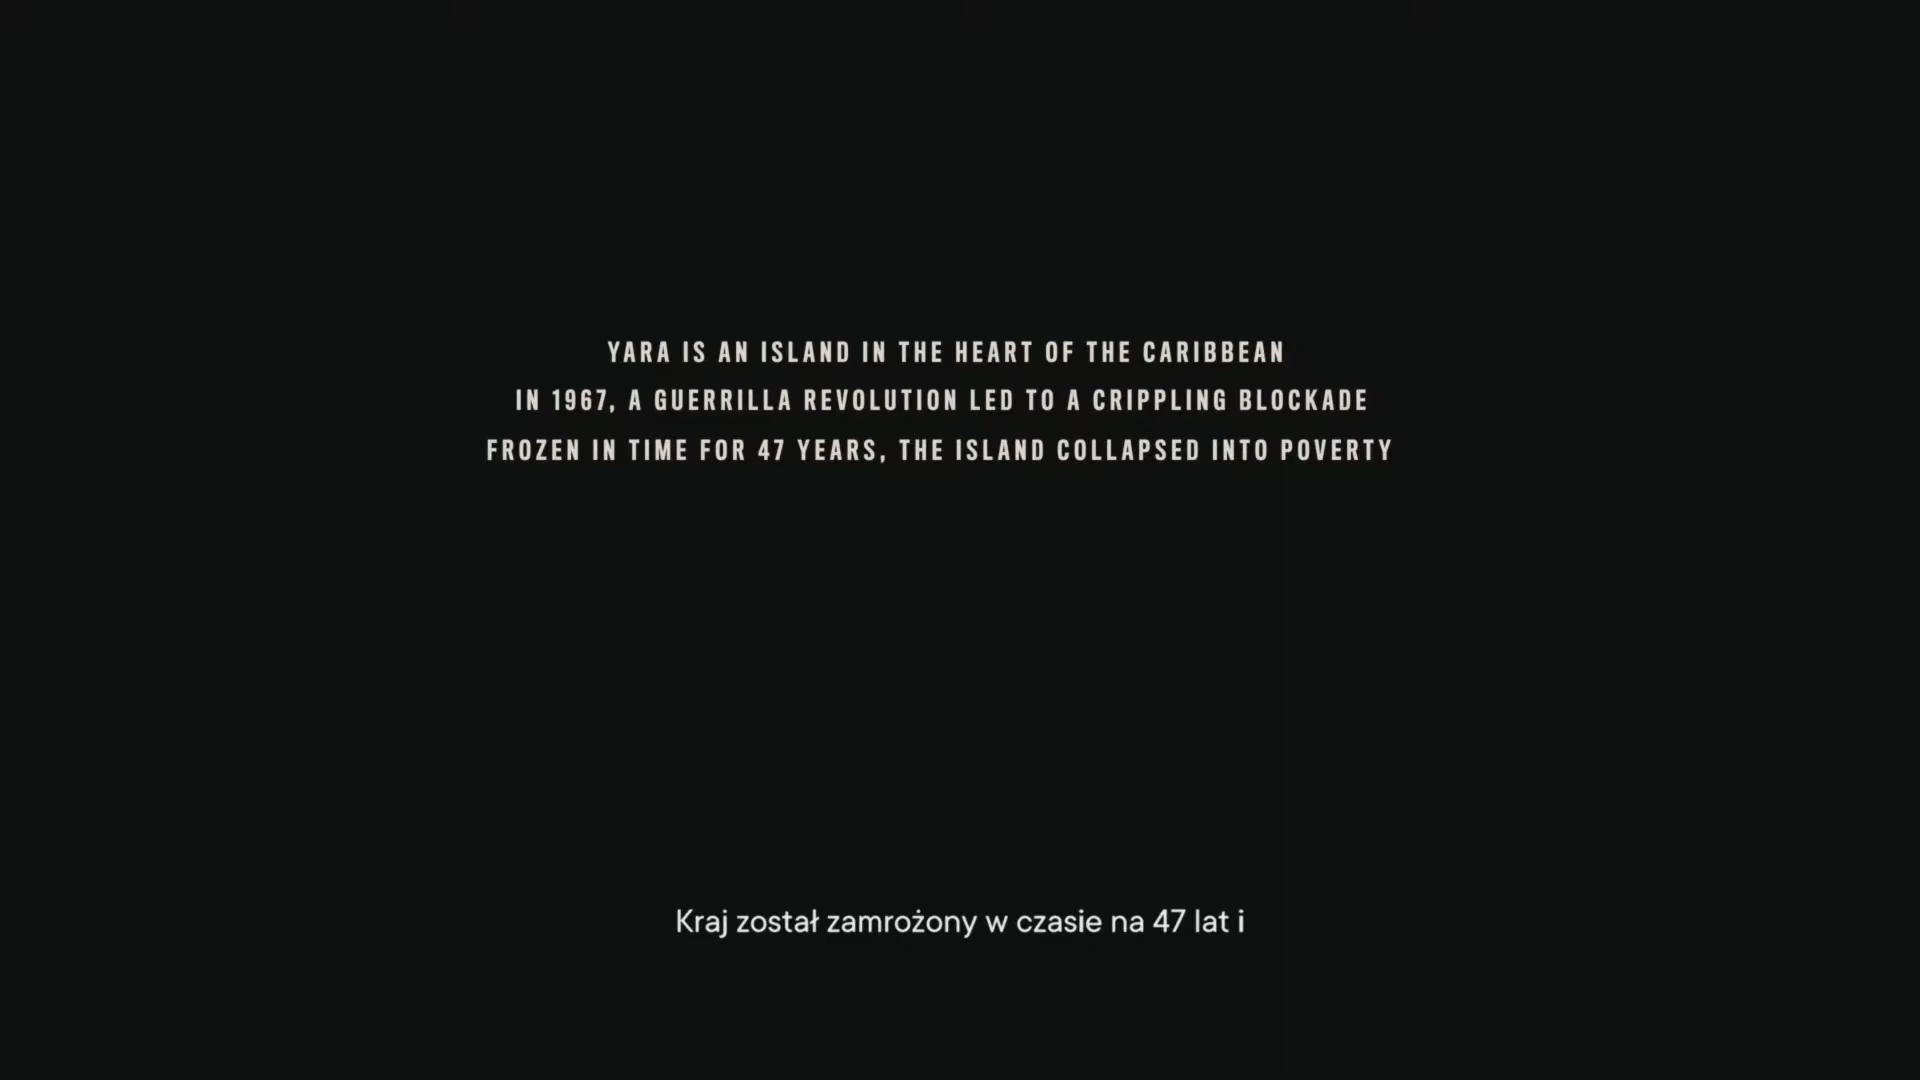 YARA IS AN ISLAND IN THE HEART OF THE CARIBBEAN
IN 1967, A GUERRILLA REVOLUTION LED TO A CRIPPLING BLOCKADE
FROZEN IN TIME FOR 47 YEARS, THE ISLAND COLLAPSED INTO POVERTY
Kraj został zamrożony w czasie na 47 lat i